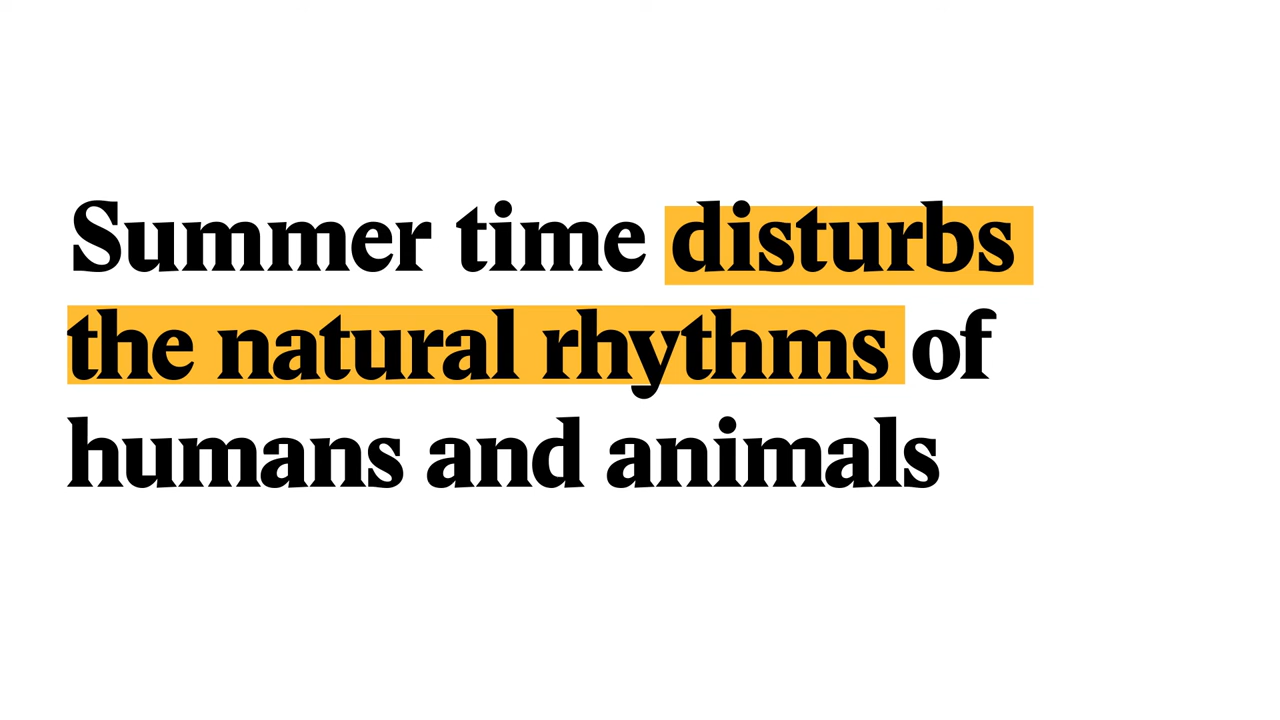 Summer time disturbs
the natural rhythms of
humans and animals